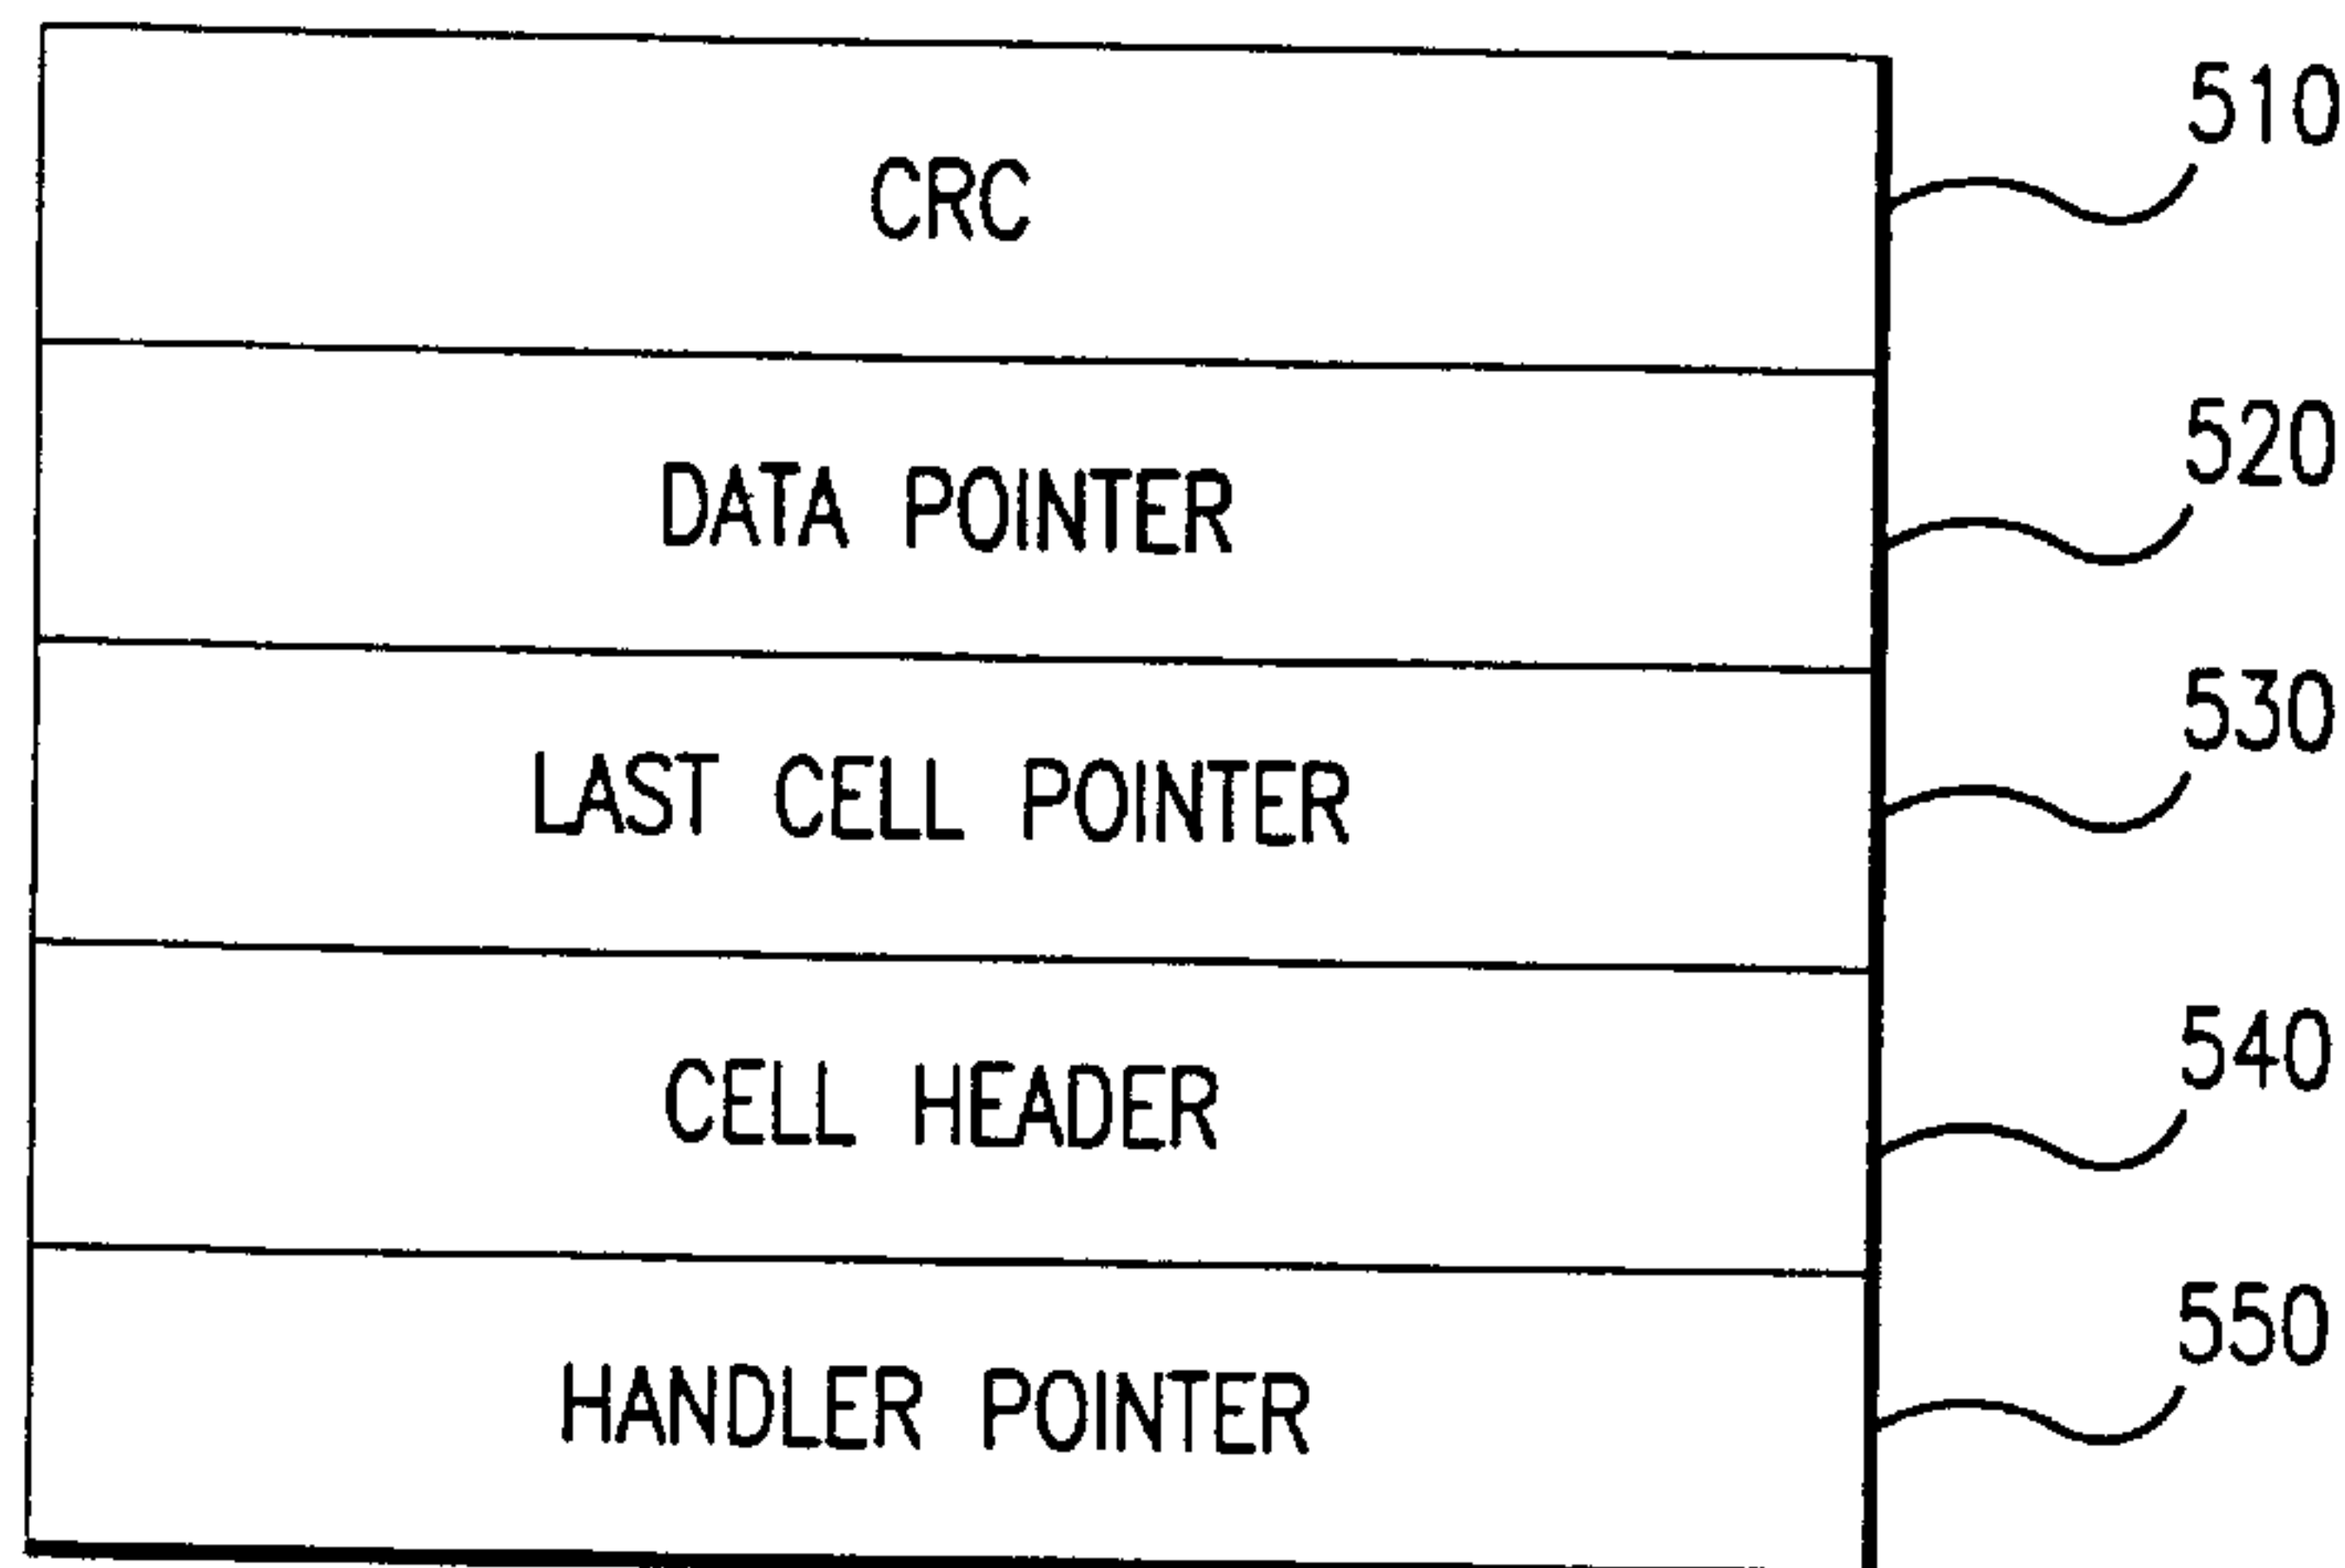 CRC
510
DATA POINTER
520
LAST CELL POINTER
530
CELL HEADER
540
HANDLER POINTER
550